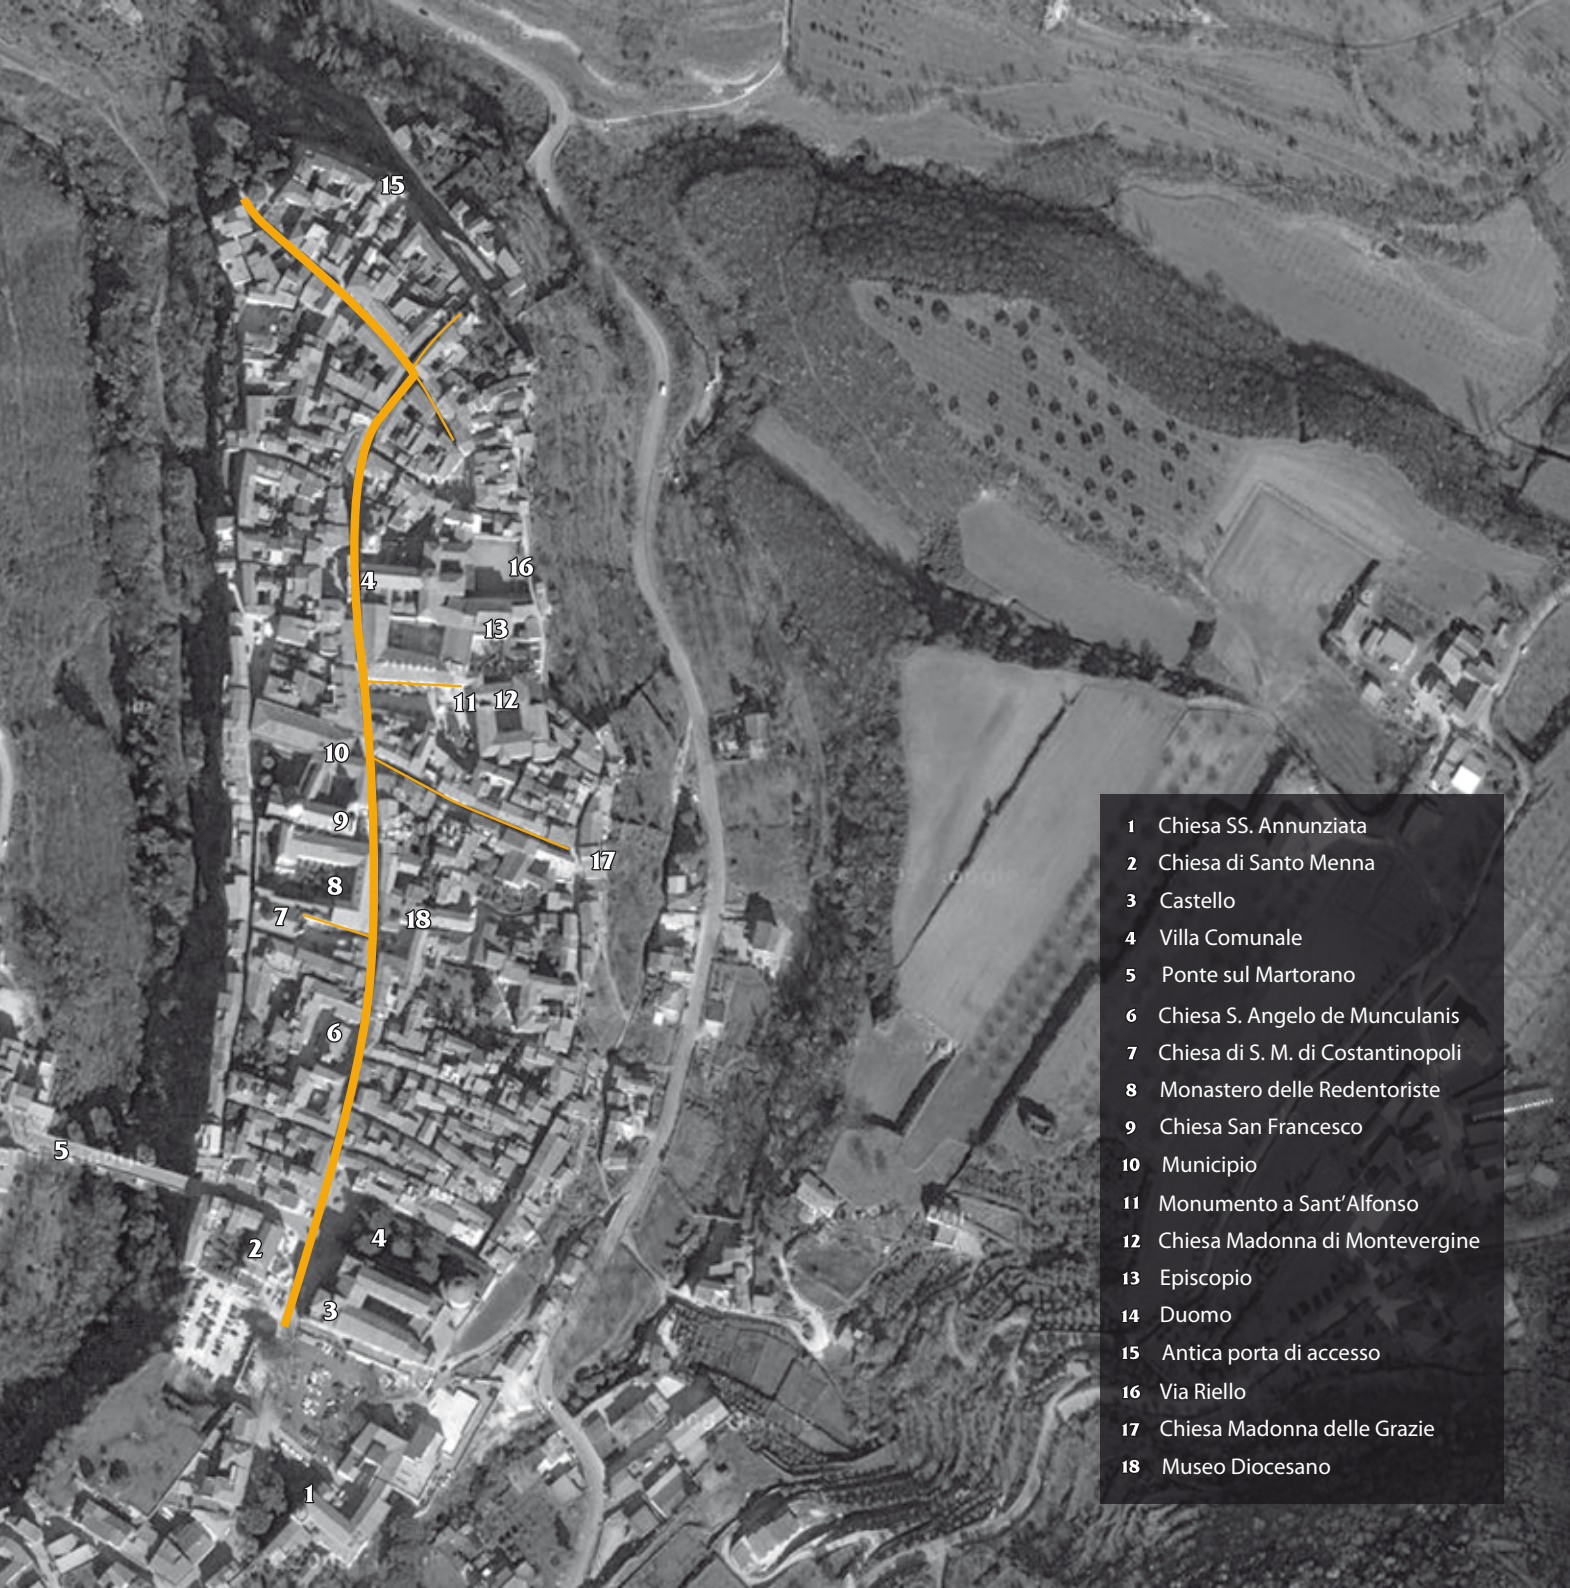 15
16
4
13
11
12
10
9
17
8
7
18
6
5
4
2
3
1
1 Chiesa SS. Annunziata
2 Chiesa di Santo Menna
3 Castello
4 Villa Comunale
5 Ponte sul Martorano
6 Chiesa S. Angelo de Munculanis
7 Chiesa di S. M. di Costantinopoli
8 Monastero delle Redentoriste
9 Chiesa San Francesco
10 Municipio
11 Monumento a Sant'Alfonso
12 Chiesa Madonna di Montevergine
13 Episcopio
14 Duomo
15 Antica porta di accesso
16 Via Riello
17 Chiesa Madonna delle Grazie
18 Museo Diocesano